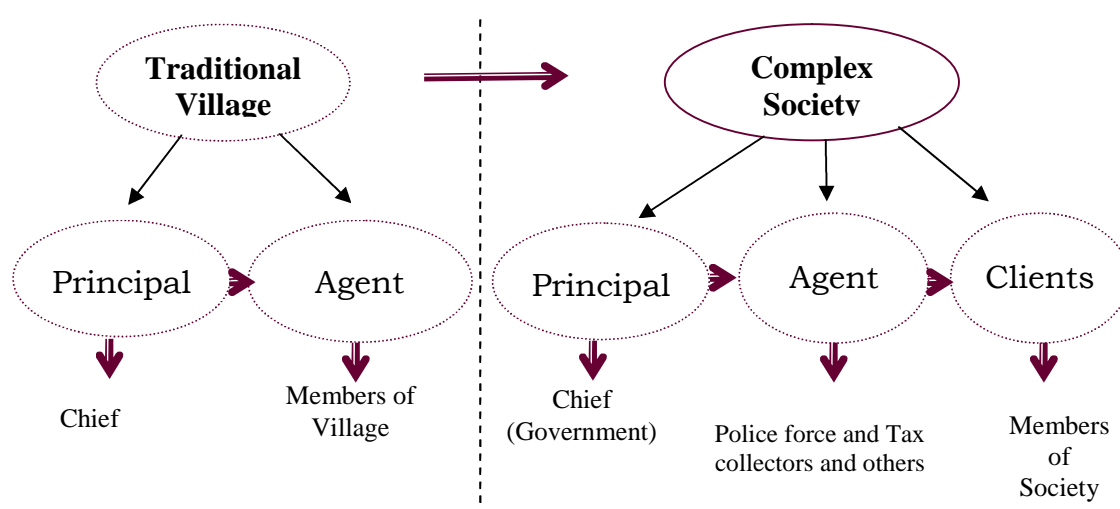 Traditional
Village
Complex
Society
Principal
Agent
Principal
Agent
Clients
Chief
Members of
Village
Chief
(Government)
Police force and Tax
collectors and others
Members
of
Society